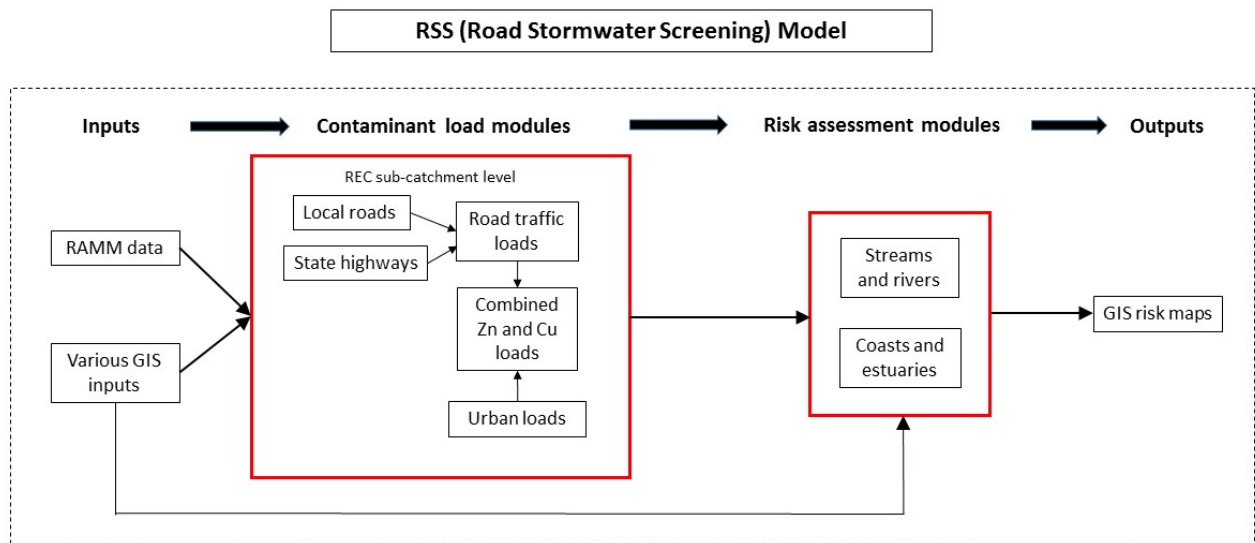 RSS (Road Stormwater Screening) Model
Inputs
Contaminant load modules
Risk assessment modules
Outputs
REC sub-catchment level
Local roads
State highways
Road traffic
loads
RAMM data
Various GIS
inputs
Combined
Zn and Cu
loads
Urban loads
Streams
and rivers
Coasts and
estuaries
GIS risk maps